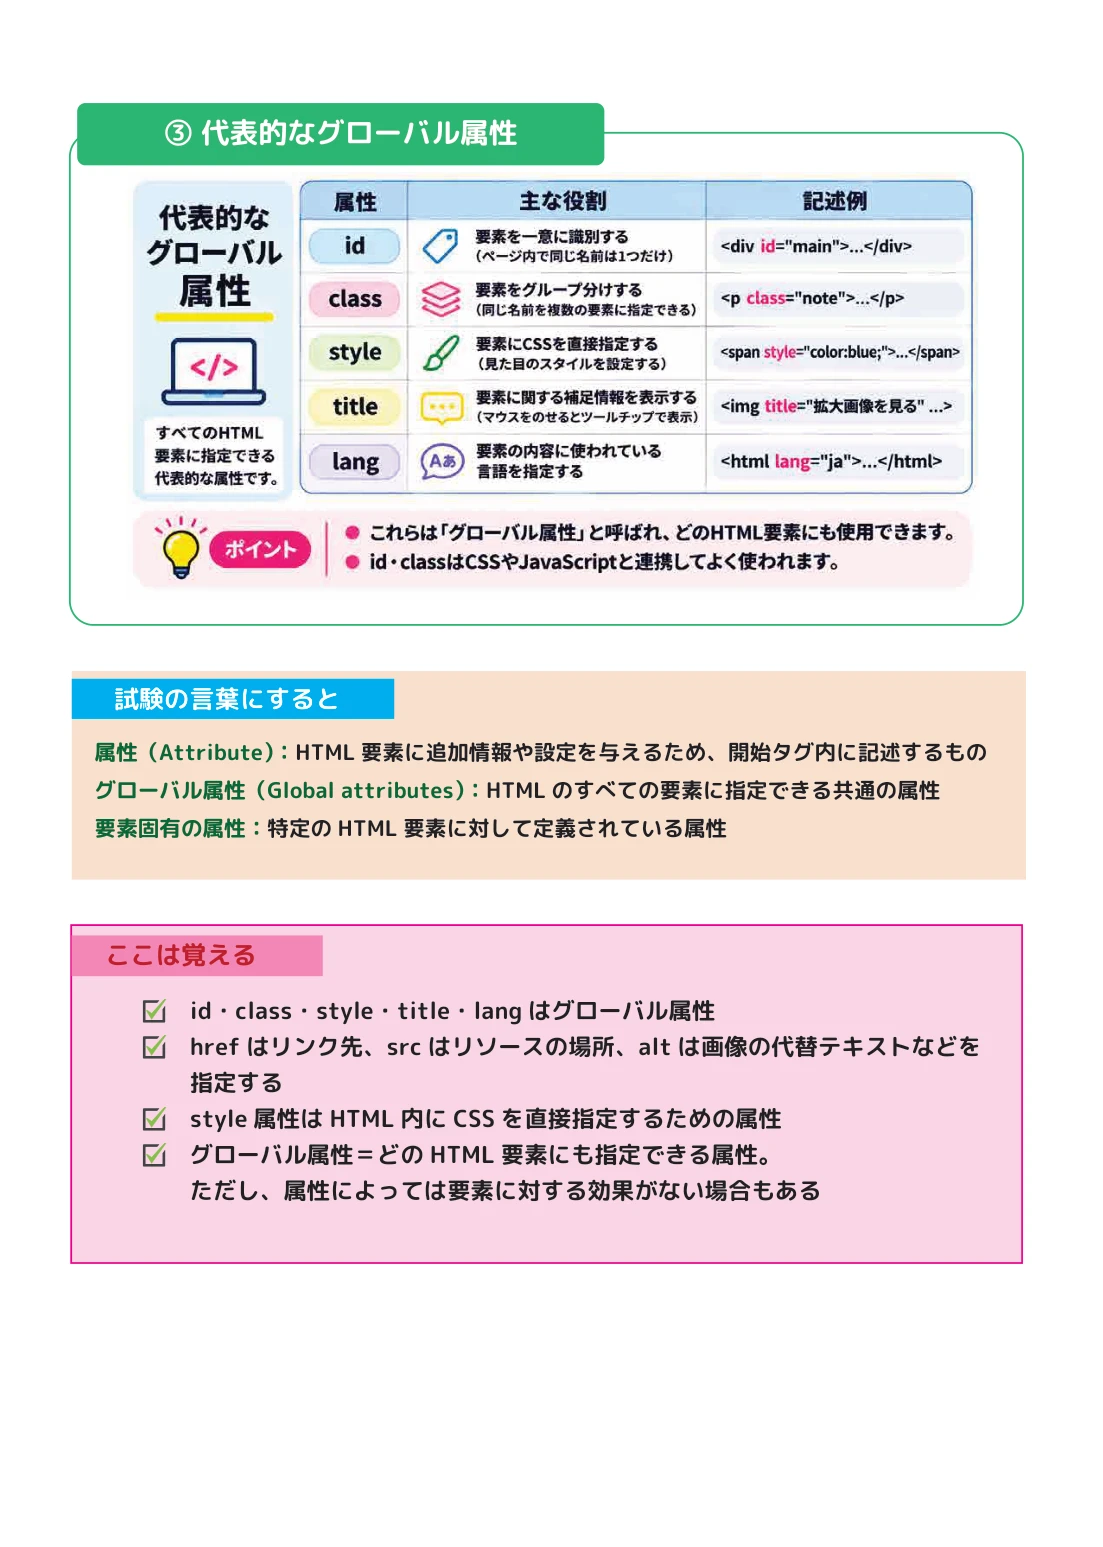 ③ 代表的なグローバル属性
代表的な
グローバル
属性
</>
すべてのHTML
要素に指定できる
代表的な属性です。
属性 主な役割 記述例
id 要素を一意に識別する <div id="main">...</div>
（ページ内で同じ名前は1つだけ）
class 要素をグループ分けする <p class="note">...</p>
（同じ名前を複数の要素に指定できる）
style 要素にCSSを直接指定する <span style="color:blue;">...</span>
（見た目のスタイルを設定する）
title 要素に関する補足情報を表示する <img title="拡大画像を見る" ...>
（マウスをのせるとツールチップで表示）
lang Aあ 要素の内容に使われている <html lang="ja">...</html>
言語を指定する
ポイント
● これらは「グローバル属性」と呼ばれ、どのHTML要素にも使用できます。
● id・classはCSSやJavaScriptと連携してよく使われます。
試験の言葉にすると
属性（Attribute）：HTML 要素に追加情報や設定を与えるため、開始タグ内に記述するもの
グローバル属性（Global attributes）：HTML のすべての要素に指定できる共通の属性
要素固有の属性：特定の HTML 要素に対して定義されている属性
ここは覚える
id・class・style・title・lang はグローバル属性
href はリンク先、src はリソースの場所、alt は画像の代替テキストなどを
指定する
style 属性は HTML 内に CSS を直接指定するための属性
グローバル属性＝どの HTML 要素にも指定できる属性。
ただし、属性によっては要素に対する効果がない場合もある